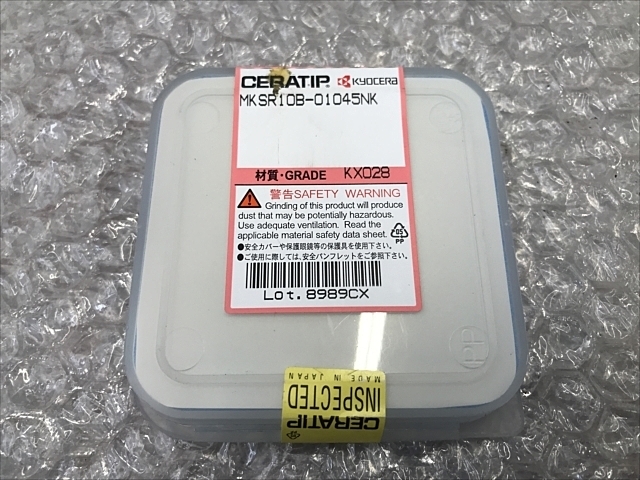 CERATIP KYOCERA
MKSR10B-01045NK
材質・GRADE KX028
警告SAFETY WARNING
Grinding of this product will produce
dust that may be potentially hazardous.
Use adequate ventilation. Read the
applicable material safety data sheet.
05
PP
●安全カバーや保護眼鏡等の保護具を使用下さい。
●ご使用に際しては、安全パンフレットをご参照下さい。
Lot.8989CX
PP
CERATIP
INSPECTED
MADE IN JAPAN